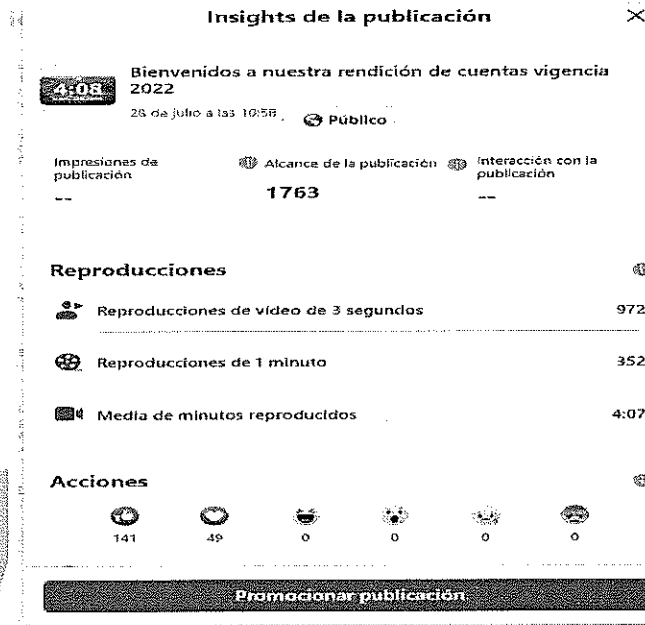 Insights de la publicación
Bienvenidos a nuestra rendición de cuentas vigencia
2022
4:08
28 de julio a las 10:58
Público
Impresiones de
publicación
--
Alcance de la publicación
1763
Interacción con la
publicación
--
Reproducciones
Reproducciones de vídeo de 3 segundos 972
Reproducciones de 1 minuto 352
Media de minutos reproducidos 4:07
Acciones
141 49 0 0 0 0
Promocionar publicación